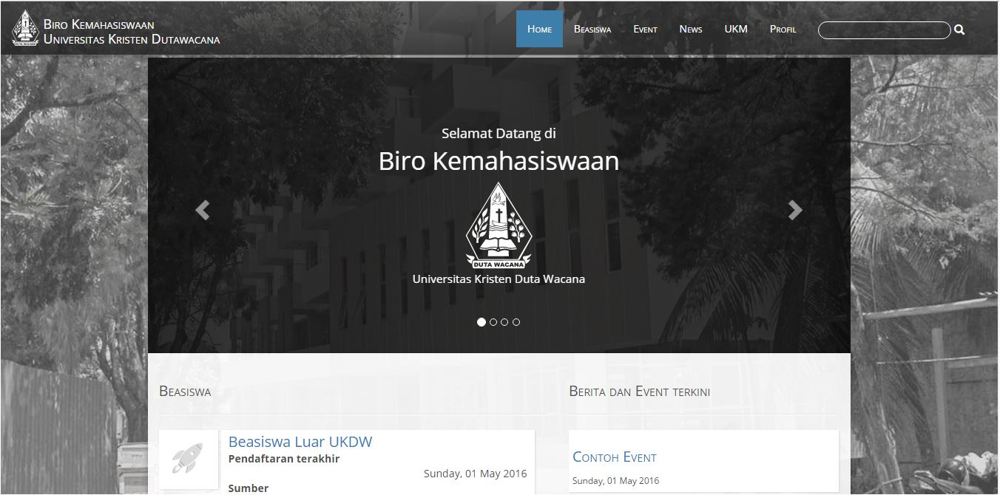 Biro Kemahasiswaan
Universitas Kristen Dutawacana
Home Beasiswa Event News UKM Profil
DUTA WACANA
Selamat Datang di
Biro Kemahasiswaan
DUTA WACANA
Universitas Kristen Duta Wacana
Beasiswa
Beasiswa Luar UKDW
Pendaftaran terakhir
Sunday, 01 May 2016
Sumber
Berita dan Event terkini
Contoh Event
Sunday, 01 May 2016